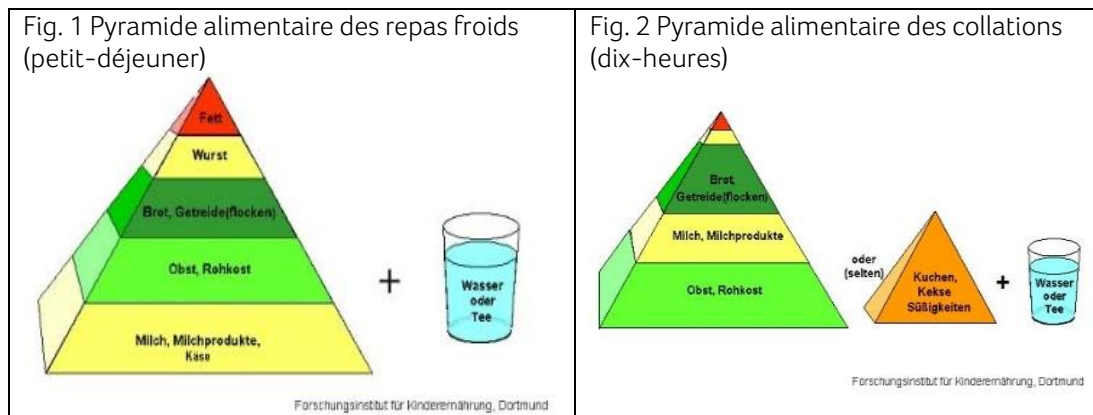 Fig. 1 Pyramide alimentaire des repas froids
(petit-déjeuner)
Fett
Wurst
Brot, Getreide(flocken)
Obst, Rohkost
Milch, Milchprodukte,
Käse
+
Wasser
oder
Tee
Forschungsinstitut für Kinderernährung, Dortmund
Fig. 2 Pyramide alimentaire des collations
(dix-heures)
Brot,
Getreide(flocken)
Milch, Milchprodukte
Obst, Rohkost
oder
(selten)
Kuchen,
Kekse
Süßigkeiten
+
Wasser
oder
Tee
Forschungsinstitut für Kinderernährung, Dortmund